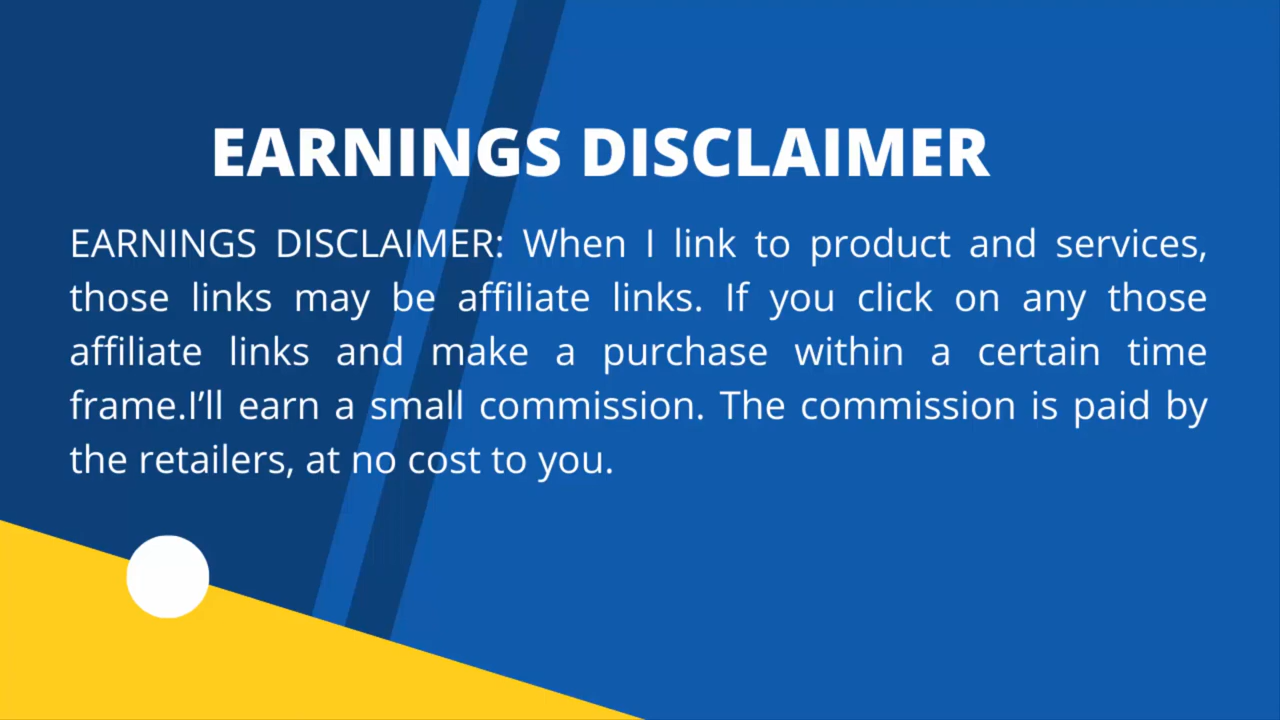 EARNINGS DISCLAIMER
EARNINGS DISCLAIMER: When I link to product and services,
those links may be affiliate links. If you click on any those
affiliate links and make a purchase within a certain time
frame.I’ll earn a small commission. The commission is paid by
the retailers, at no cost to you.